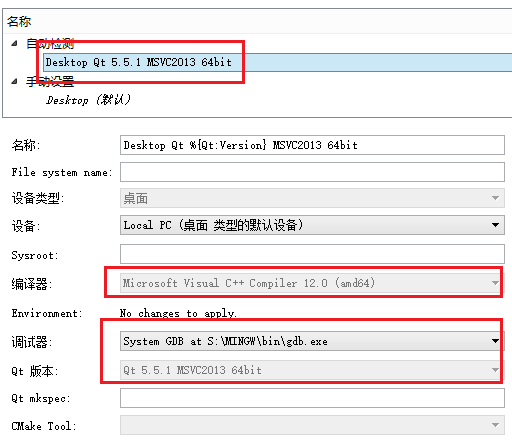 名称
自动检测
Desktop Qt 5.5.1 MSVC2013 64bit
手动设置
Desktop (默认)
名称: Desktop Qt %{Qt:Version} MSVC2013 64bit
File system name:
设备类型: 桌面
设备: Local PC (桌面 类型的默认设备)
Sysroot:
编译器: Microsoft Visual C++ Compiler 12.0 (amd64)
Environment: No changes to apply.
调试器: System GDB at S:\MINGW\bin\gdb.exe
Qt 版本: Qt 5.5.1 MSVC2013 64bit
Qt mkspec:
CMake Tool: